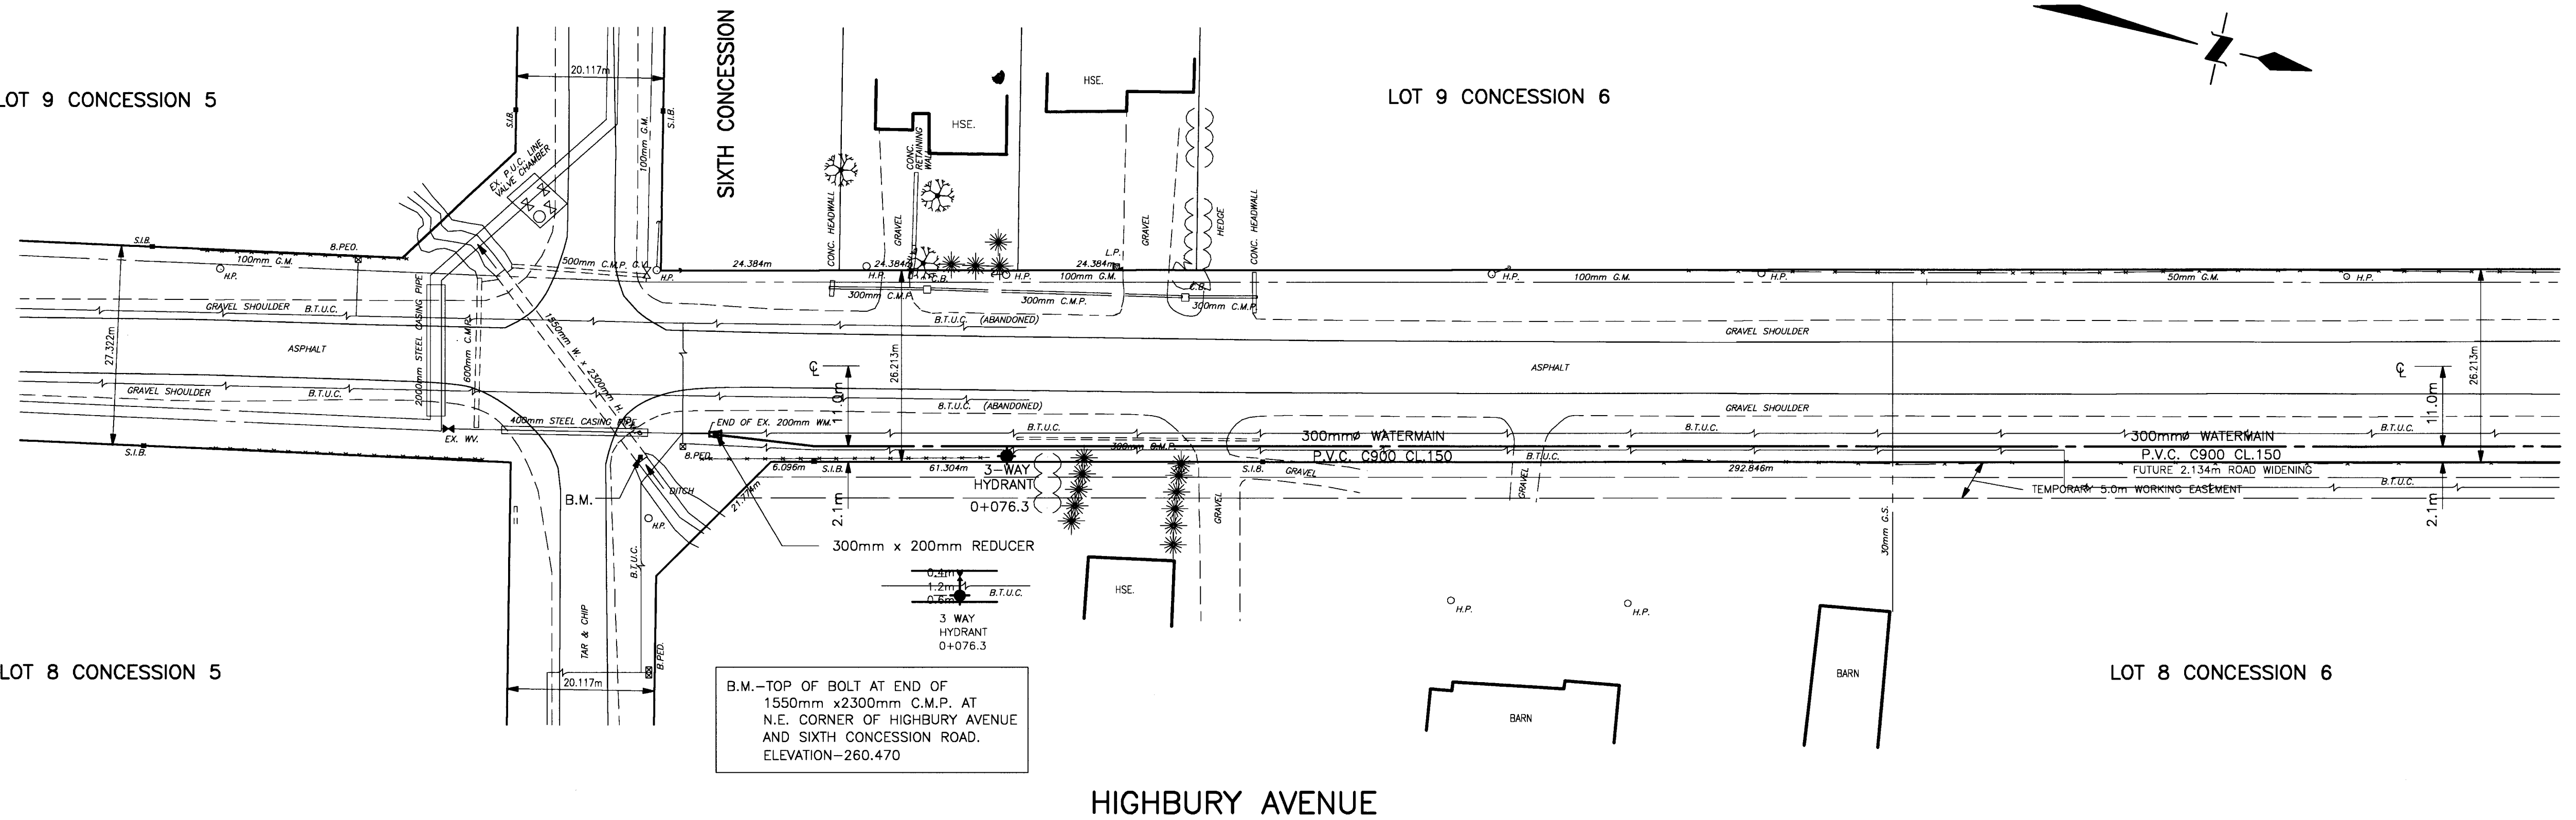 SIXTH CONCESSION
LOT 9 CONCESSION 5
LOT 9 CONCESSION 6
20.117m
S.I.B.
S.I.B.
100mm G.M.
EX. P.U.C. LINE
VALVE CHAMBER
HSE.
HSE.
CONC.
RETAINING
WALL
CONC. HEADWALL
GRAVEL
GRAVEL
HEDGE
CONC. HEADWALL
S.I.B.
B.PED.
100mm G.M.
H.P.
500mm C.M.P.
G.V.
H.P.
24.384m
24.384m
24.384m
L.P.
H.P.
C.B.
H.P.
100mm G.M.
H.P.
100mm G.M.
H.P.
50mm G.M.
H.P.
300mm C.M.P.
300mm C.M.P.
C.B.
300mm C.M.P.
GRAVEL SHOULDER
B.T.U.C.
B.T.U.C. (ABANDONED)
GRAVEL SHOULDER
27.322m
ASPHALT
2000mm STEEL CASING PIPE
600mm C.M.P.
1550mm W. x 2300mm H. C.M.P.
26.213m
ASPHALT
26.213m
℄
11.0m
℄
11.0m
GRAVEL SHOULDER
B.T.U.C.
B.T.U.C. (ABANDONED)
GRAVEL SHOULDER
400mm STEEL CASING PIPE
EX. WV.
END OF EX. 200mm WM.
B.T.U.C.
B.T.U.C.
B.T.U.C.
300mmø WATERMAIN
P.V.C. C900 CL.150
300mmø WATERMAIN
P.V.C. C900 CL.150
300mm C.M.P.
B.T.U.C.
S.I.B.
B.PED.
6.096m
S.I.B.
61.304m
S.I.B.
GRAVEL
292.846m
FUTURE 2.134m ROAD WIDENING
TEMPORARY 5.0m WORKING EASEMENT
B.T.U.C.
3-WAY
HYDRANT
0+076.3
DITCH
B.M.
21.774m
2.1m
GRAVEL
GRAVEL
2.1m
H.P.
300mm x 200mm REDUCER
30mm G.S.
B.T.U.C.
0.4m
1.2m
0.6m
B.T.U.C.
3 WAY
HYDRANT
0+076.3
HSE.
H.P.
H.P.
TAR & CHIP
B.PED.
20.117m
LOT 8 CONCESSION 5
LOT 8 CONCESSION 6
BARN
BARN
B.M.-TOP OF BOLT AT END OF
1550mm x2300mm C.M.P. AT
N.E. CORNER OF HIGHBURY AVENUE
AND SIXTH CONCESSION ROAD.
ELEVATION-260.470
HIGHBURY AVENUE